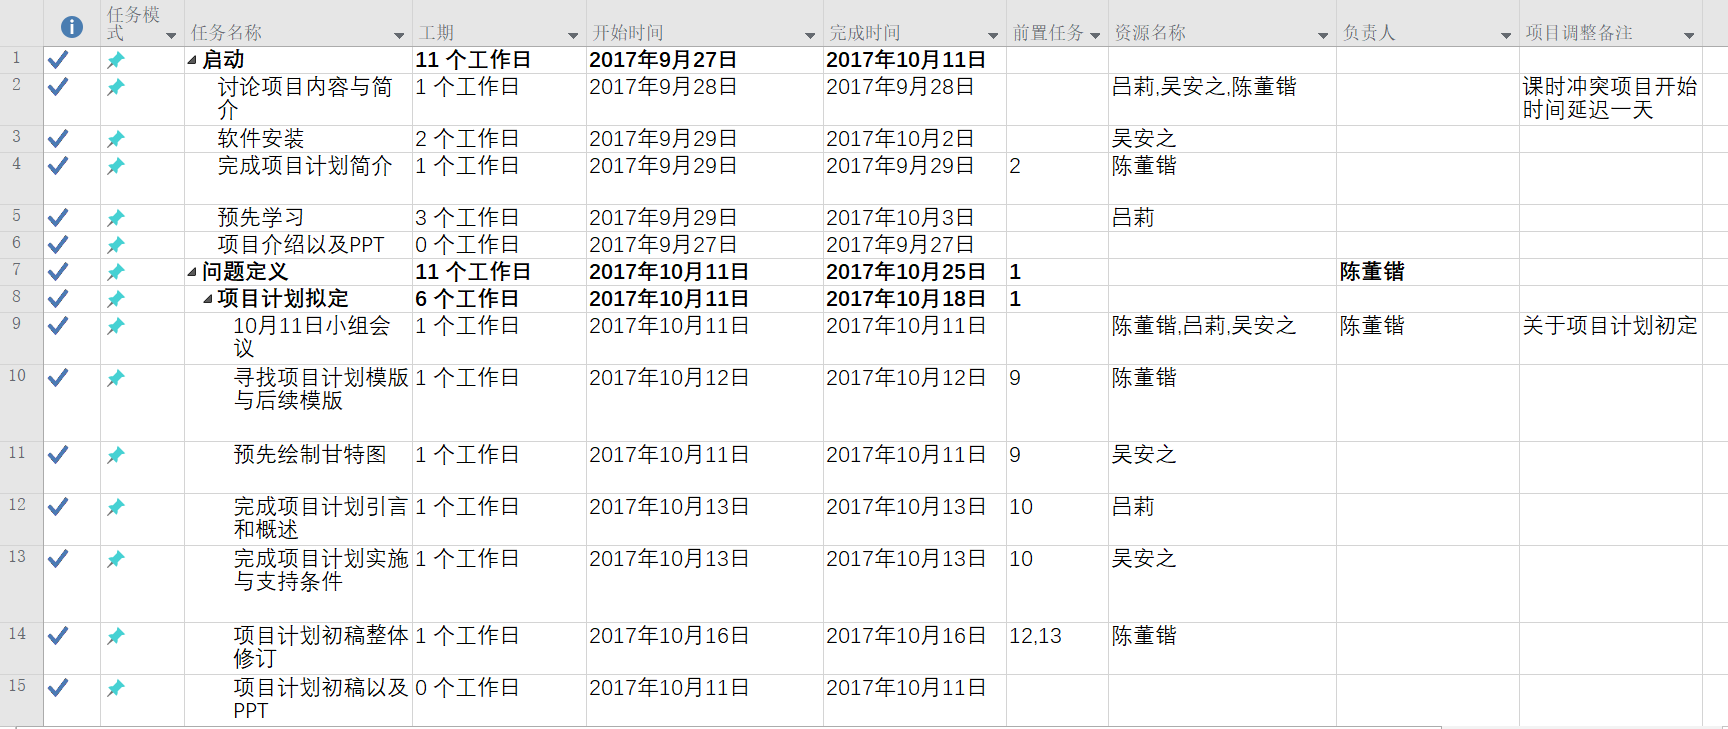 任务模式 任务名称 工期 开始时间 完成时间 前置任务 资源名称 负责人 项目调整备注
1 启动 11 个工作日 2017年9月27日 2017年10月11日
2 讨论项目内容与简介 1 个工作日 2017年9月28日 2017年9月28日 吕莉,吴安之,陈董锴 课时冲突项目开始时间延迟一天
3 软件安装 2 个工作日 2017年9月29日 2017年10月2日 吴安之
4 完成项目计划简介 1 个工作日 2017年9月29日 2017年9月29日 2 陈董锴
5 预先学习 3 个工作日 2017年9月29日 2017年10月3日 吕莉
6 项目介绍以及PPT 0 个工作日 2017年9月27日 2017年9月27日
7 问题定义 11 个工作日 2017年10月11日 2017年10月25日 1 陈董锴
8 项目计划拟定 6 个工作日 2017年10月11日 2017年10月18日 1
9 10月11日小组会议 1 个工作日 2017年10月11日 2017年10月11日 陈董锴,吕莉,吴安之 陈董锴 关于项目计划初定
10 寻找项目计划模版与后续模版 1 个工作日 2017年10月12日 2017年10月12日 9 陈董锴
11 预先绘制甘特图 1 个工作日 2017年10月11日 2017年10月11日 9 吴安之
12 完成项目计划引言和概述 1 个工作日 2017年10月13日 2017年10月13日 10 吕莉
13 完成项目计划实施与支持条件 1 个工作日 2017年10月13日 2017年10月13日 10 吴安之
14 项目计划初稿整体修订 1 个工作日 2017年10月16日 2017年10月16日 12,13 陈董锴
15 项目计划初稿以及PPT 0 个工作日 2017年10月11日 2017年10月11日